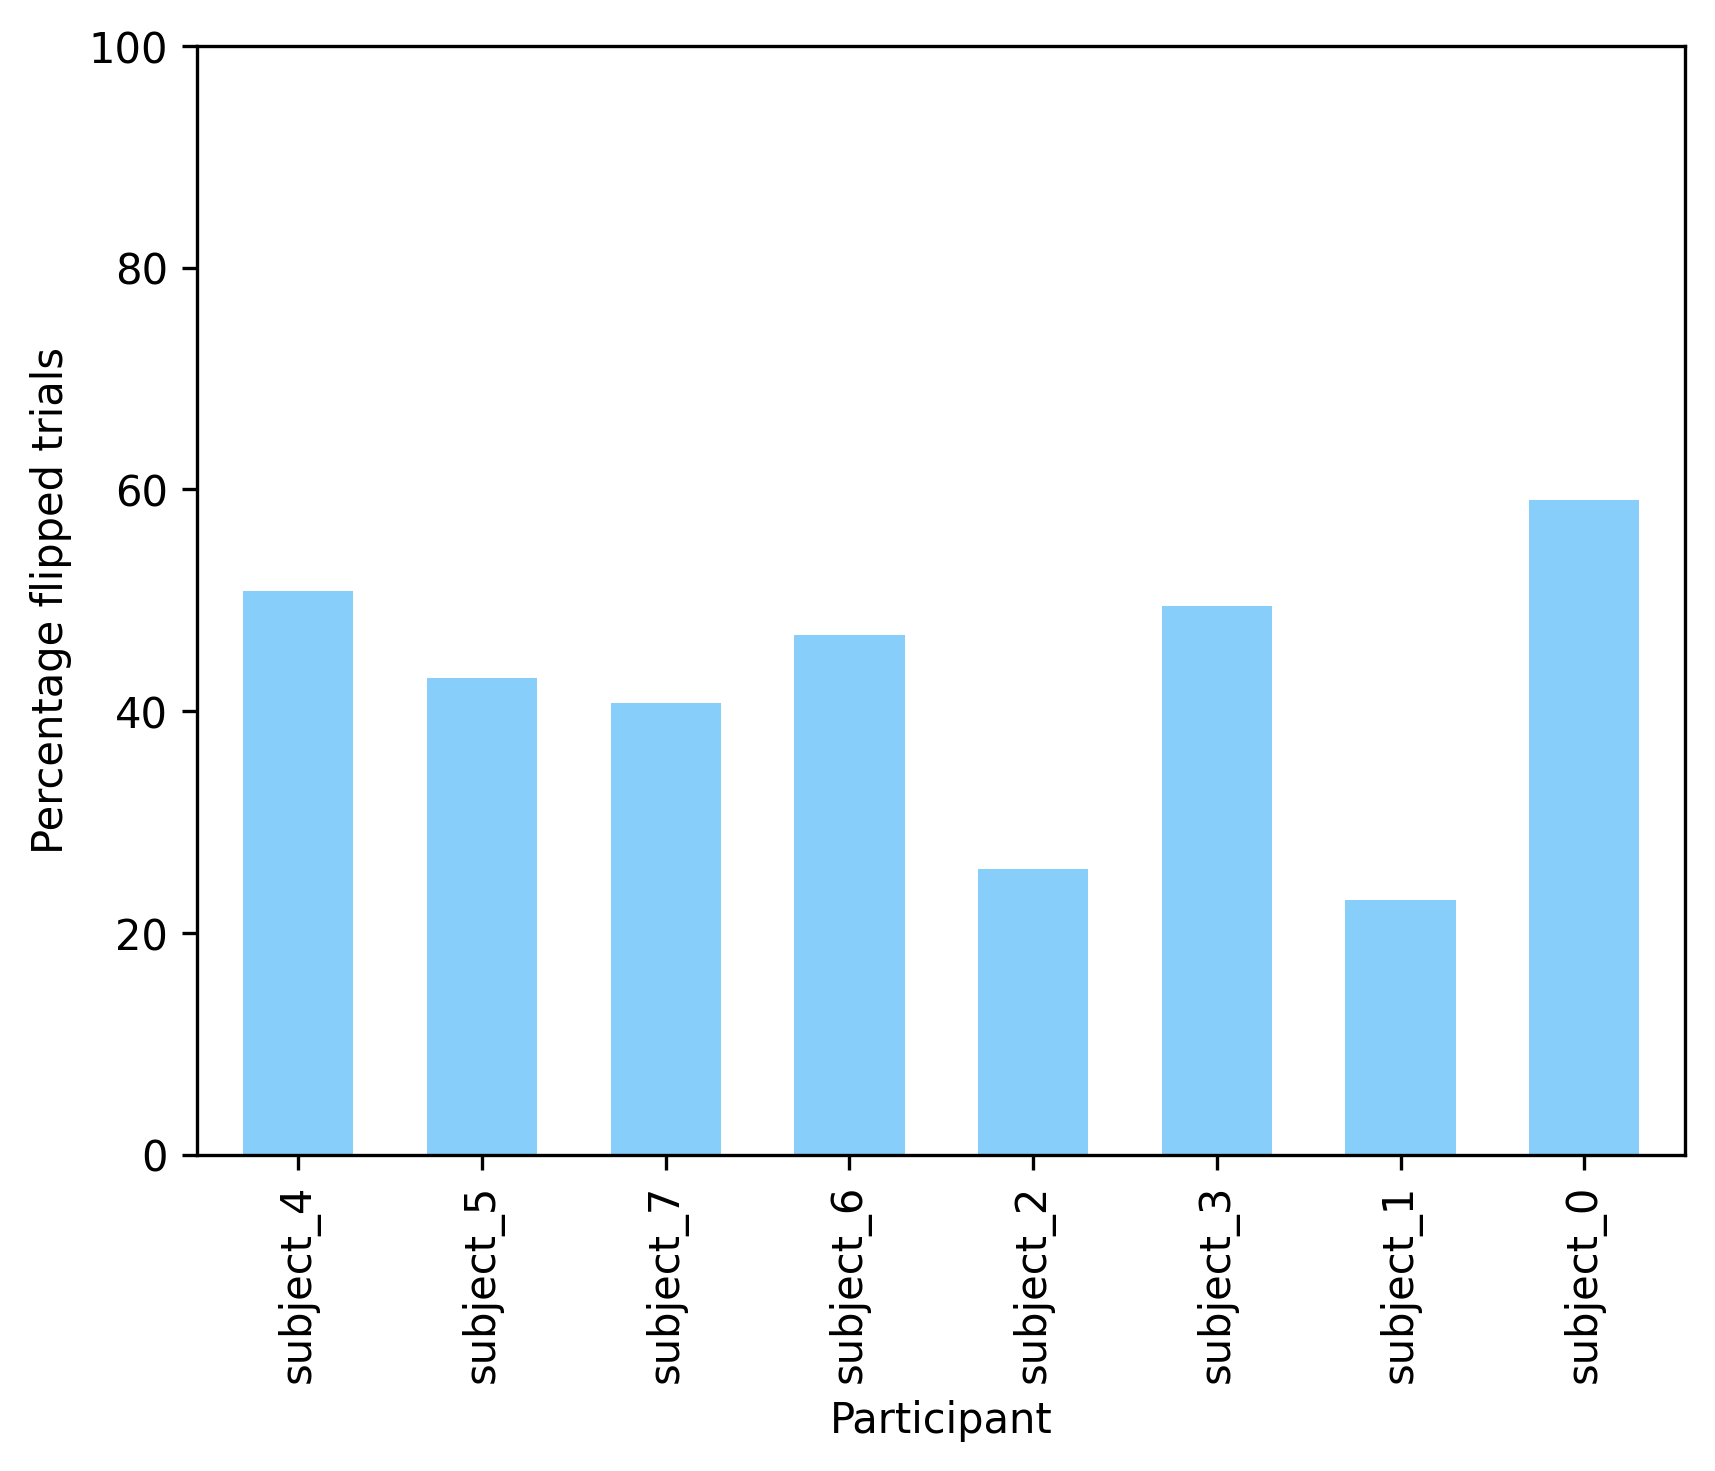 100
80
60
40
20
0
Percentage flipped trials
subject_4
subject_5
subject_7
subject_6
subject_2
subject_3
subject_1
subject_0
Participant